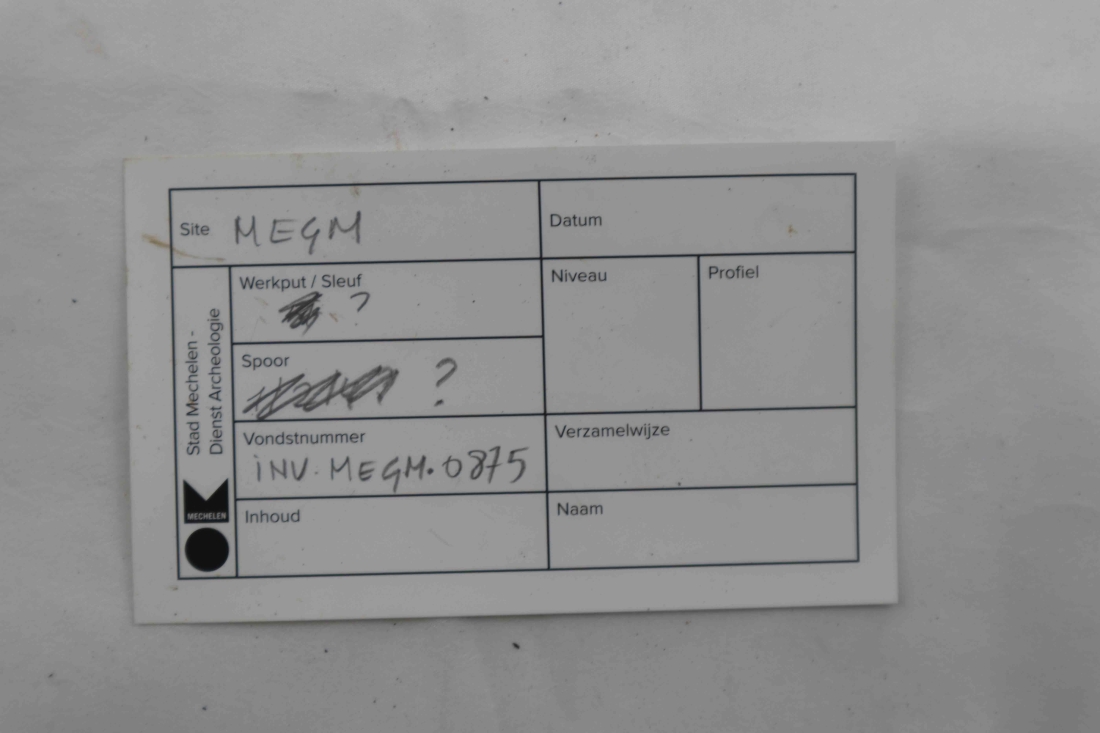 Site MEGM
Datum
Werkput / Sleuf
?
Niveau
Profiel
Spoor
?
Stad Mechelen -
Dienst Archeologie
MECHELEN
Vondstnummer
INV. MEGM. 0875
Verzamelwijze
Inhoud
Naam